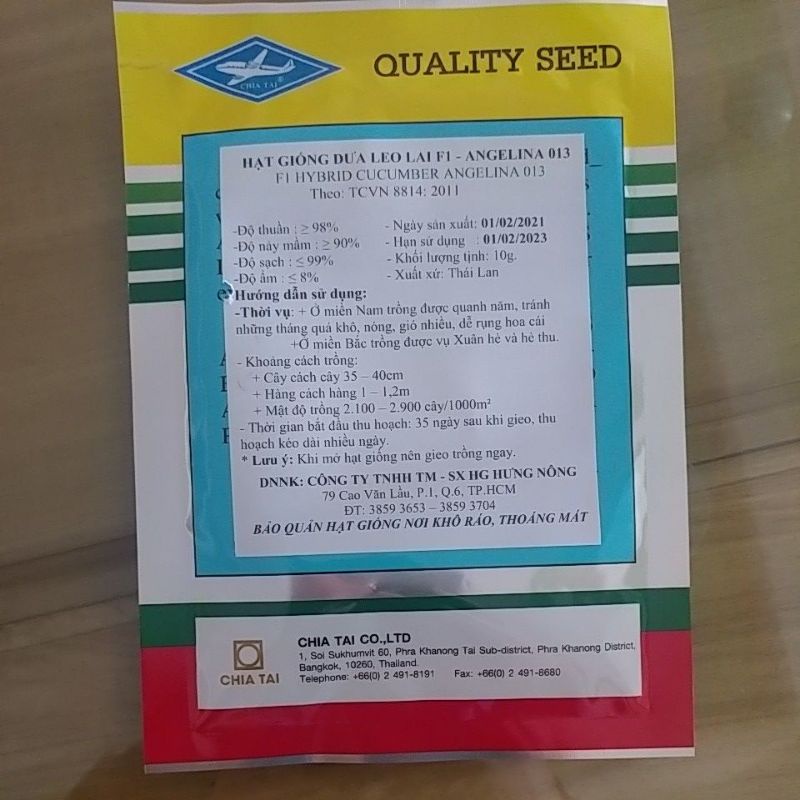 CHIA TAI ®
QUALITY SEED
HẠT GIỐNG DƯA LEO LAI F1 - ANGELINA 013
F1 HYBRID CUCUMBER ANGELINA 013
Theo: TCVN 8814: 2011
-Độ thuần : ≥ 98% - Ngày sản xuất: 01/02/2021
-Độ nảy mầm : ≥ 90% - Hạn sử dụng : 01/02/2023
-Độ sạch : ≤ 99% - Khối lượng tịnh: 10g.
-Độ ẩm : ≤ 8% - Xuất xứ: Thái Lan
Hướng dẫn sử dụng:
-Thời vụ: + Ở miền Nam trồng được quanh năm, tránh
những tháng quá khô, nóng, gió nhiều, dễ rụng hoa cái
+Ở miền Bắc trồng được vụ Xuân hè và hè thu.
- Khoảng cách trồng:
+ Cây cách cây 35 – 40cm
+ Hàng cách hàng 1 – 1,2m
+ Mật độ trồng 2.100 – 2.900 cây/1000m²
- Thời gian bắt đầu thu hoạch: 35 ngày sau khi gieo, thu
hoạch kéo dài nhiều ngày.
* Lưu ý: Khi mở hạt giống nên gieo trồng ngay.
DNNK: CÔNG TY TNHH TM - SX HG HƯNG NÔNG
79 Cao Văn Lầu, P.1, Q.6, TP.HCM
ĐT: 3859 3653 – 3859 3704
BẢO QUẢN HẠT GIỐNG NƠI KHÔ RÁO, THOÁNG MÁT
CHIA TAI
CHIA TAI CO.,LTD
1, Soi Sukhumvit 60, Phra Khanong Tai Sub-district, Phra Khanong District,
Bangkok, 10260, Thailand.
Telephone: +66(0) 2 491-8191 Fax: +66(0) 2 491-8680